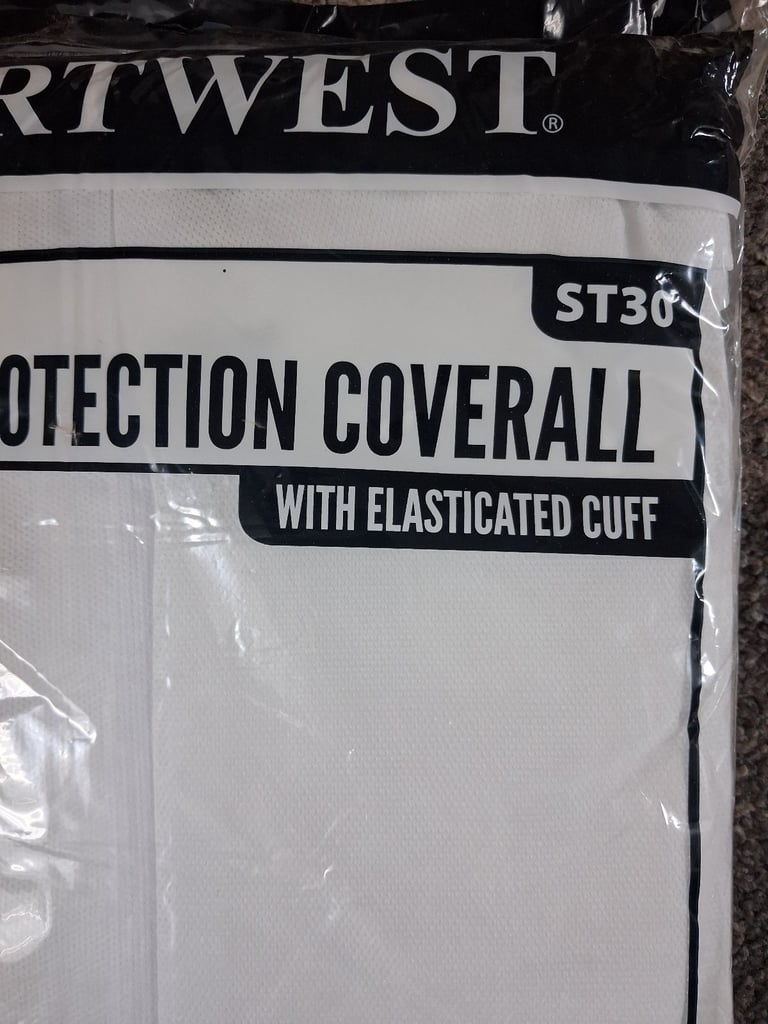 RTWEST®
ST30
OTECTION COVERALL
WITH ELASTICATED CUFF